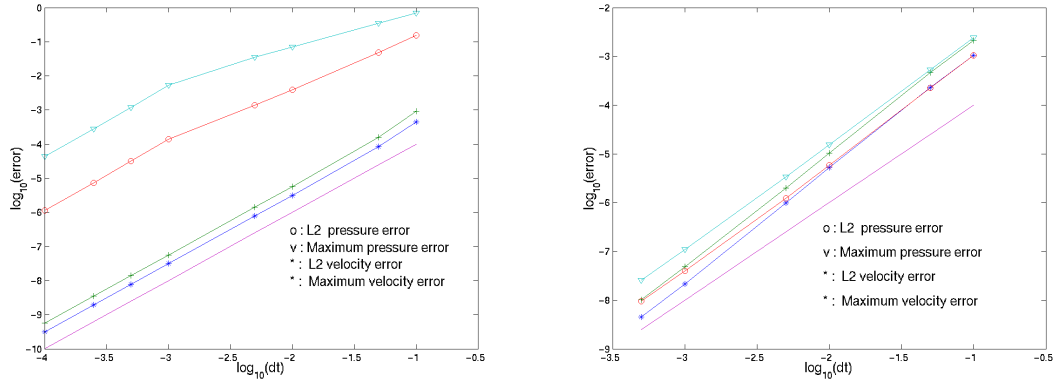 0
−1
−2
−3
−4
−5
−6
−7
−8
−9
−10
log10(error)
o : L2 pressure error
v : Maximum pressure error
* : L2 velocity error
* : Maximum velocity error
−4 −3.5 −3 −2.5 −2 −1.5 −1 −0.5
log10(dt)
−2
−3
−4
−5
−6
−7
−8
−9
log10(error)
o : L2 pressure error
v : Maximum pressure error
* : L2 velocity error
* : Maximum velocity error
−3.5 −3 −2.5 −2 −1.5 −1 −0.5
log10(dt)